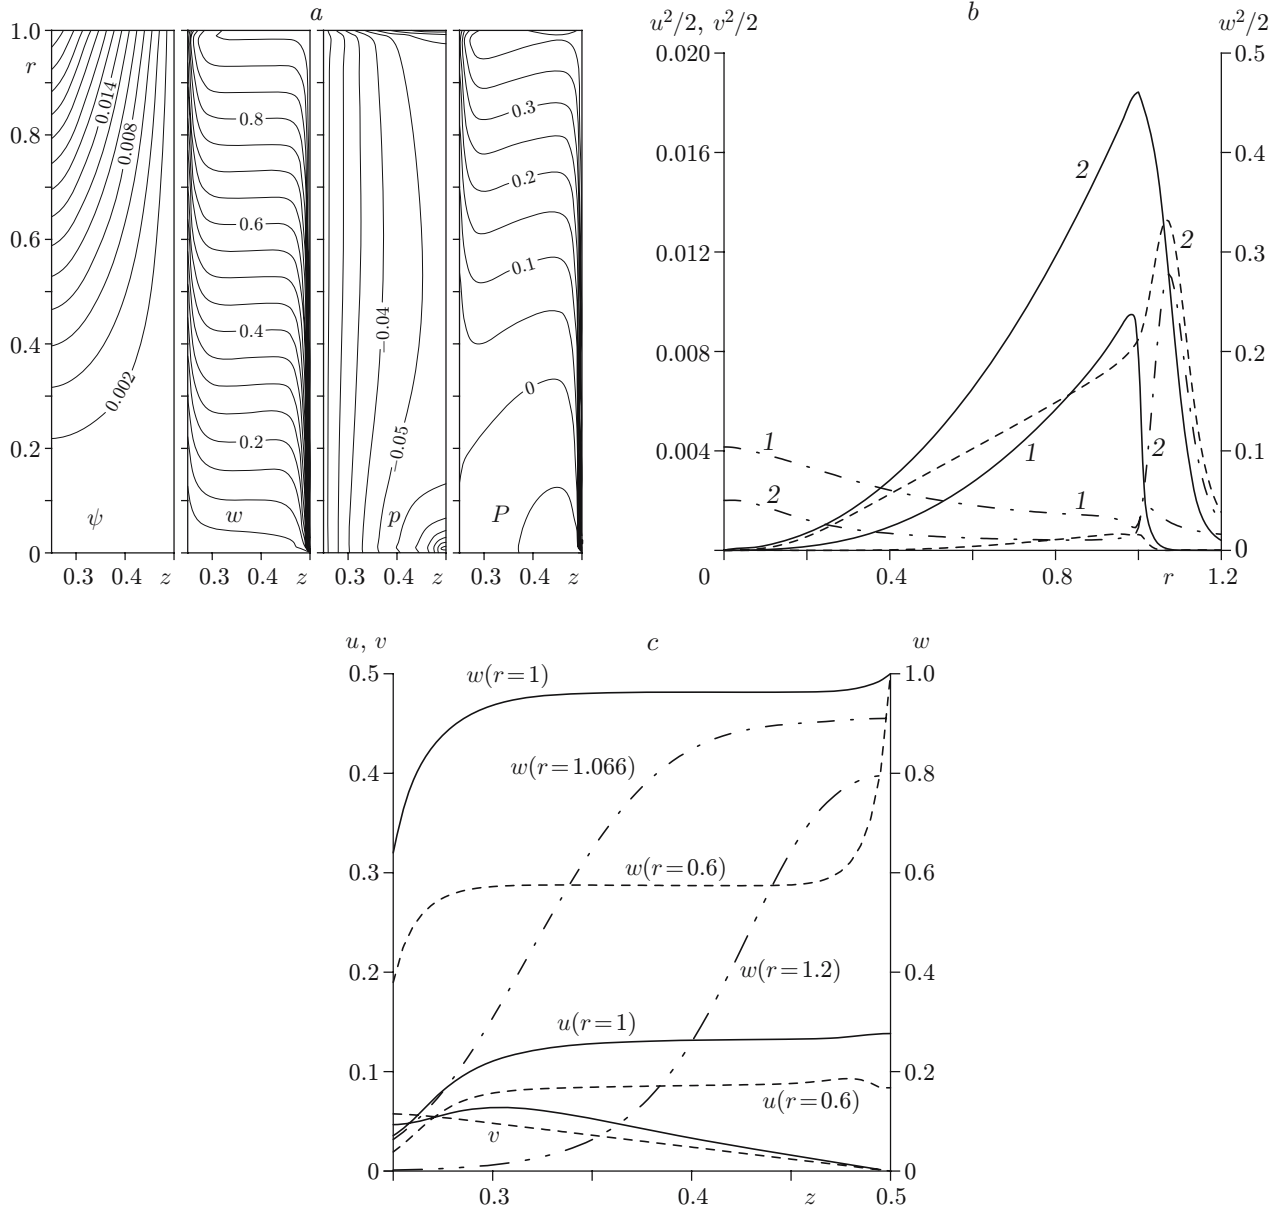 a
1.0
r
0.8
0.6
0.4
0.2
0
0.014
0.008
0.002
ψ
0.3 0.4 z
0.8
0.6
0.4
0.2
w
0.3 0.4 z
−0.04
−0.05
p
0.3 0.4 z
0.3
0.2
0.1
0
P
0.3 0.4 z
b
u²/2, v²/2
w²/2
0.020
0.016
0.012
0.008
0.004
0
0.5
0.4
0.3
0.2
0.1
0
2
2
1
1
2
2
1
0.4 0.8 r 1.2
c
u, v
w
0.5
0.4
0.3
0.2
0.1
0
1.0
0.8
0.6
0.4
0.2
0
w(r=1)
w(r=1.066)
w(r=0.6)
w(r=1.2)
u(r=1)
u(r=0.6)
v
0.3 0.4 z 0.5